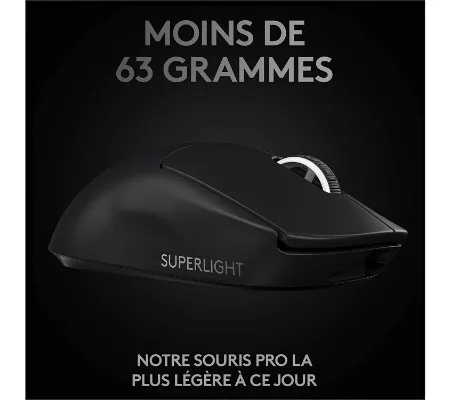 MOINS DE
63 GRAMMES
SUPERLIGHT
NOTRE SOURIS PRO LA
PLUS LÉGÈRE À CE JOUR